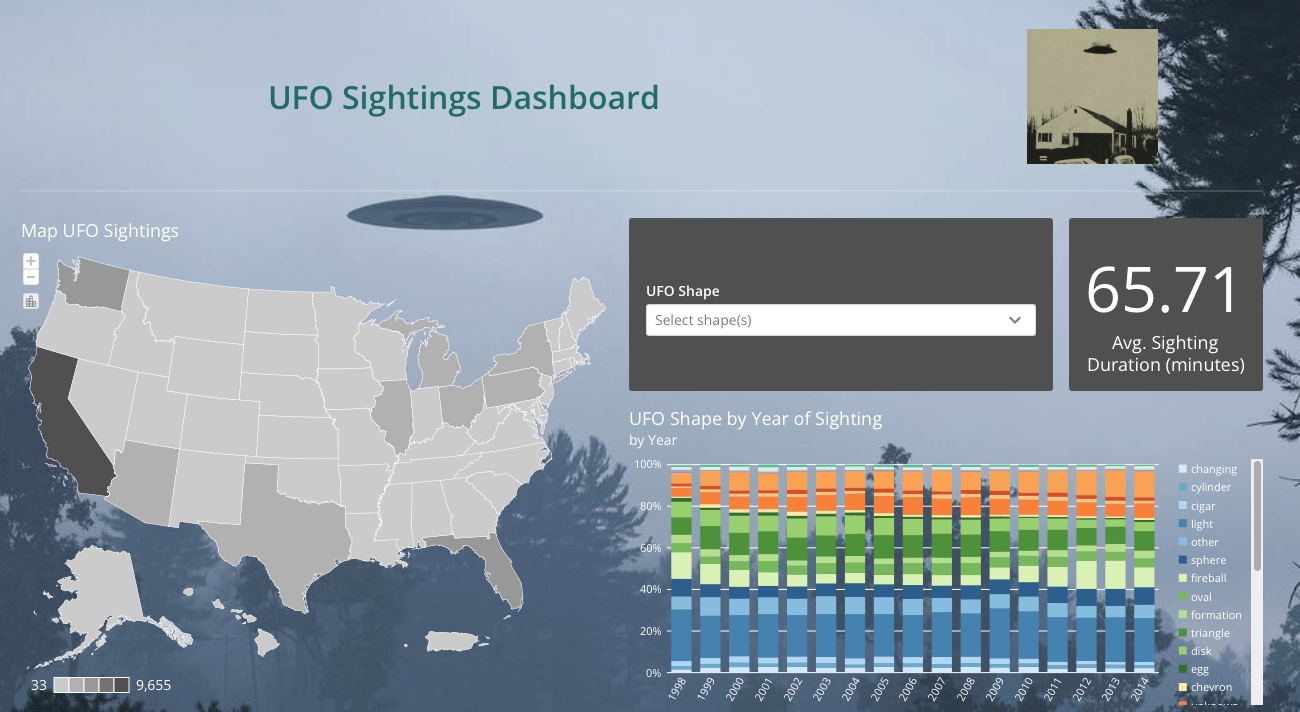 UFO Sightings Dashboard
Map UFO Sightings
+
−
33
9,655
UFO Shape
Select shape(s)
65.71
Avg. Sighting
Duration (minutes)
UFO Shape by Year of Sighting
by Year
100%
80%
60%
40%
20%
0%
1998
1999
2000
2001
2002
2003
2004
2005
2006
2007
2008
2009
2010
2011
2012
2013
2014
changing
cylinder
cigar
light
other
sphere
fireball
oval
formation
triangle
disk
egg
chevron